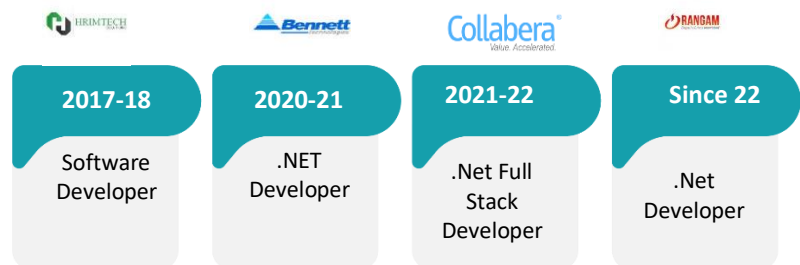 HRIMTECH
Bennett
Collabera®
Value. Accelerated.
RANGAM
2017-18
2020-21
2021-22
Since 22
Software
Developer
.NET
Developer
.Net Full
Stack
Developer
.Net
Developer